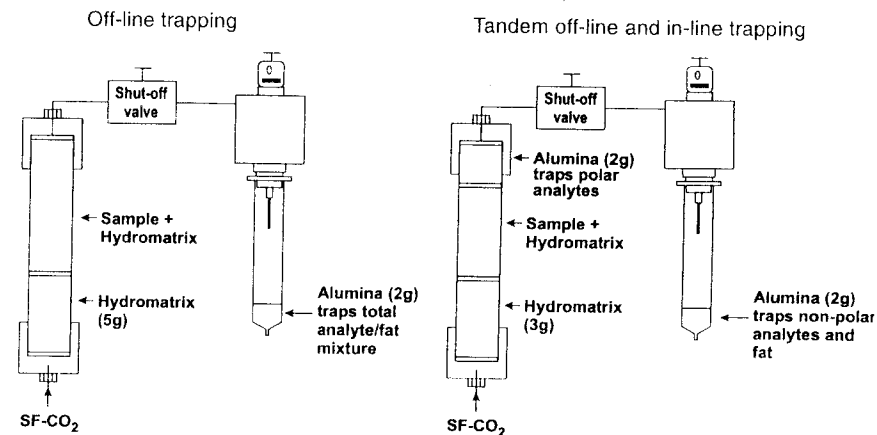 Off-line trapping
Shut-off
valve
0
Sample +
Hydromatrix
Hydromatrix
(5g)
Alumina (2g)
traps total
analyte/fat
mixture
SF-CO₂
Tandem off-line and in-line trapping
Shut-off
valve
0
Alumina (2g)
traps polar
analytes
Sample +
Hydromatrix
Hydromatrix
(3g)
Alumina (2g)
traps non-polar
analytes and
fat
SF-CO₂